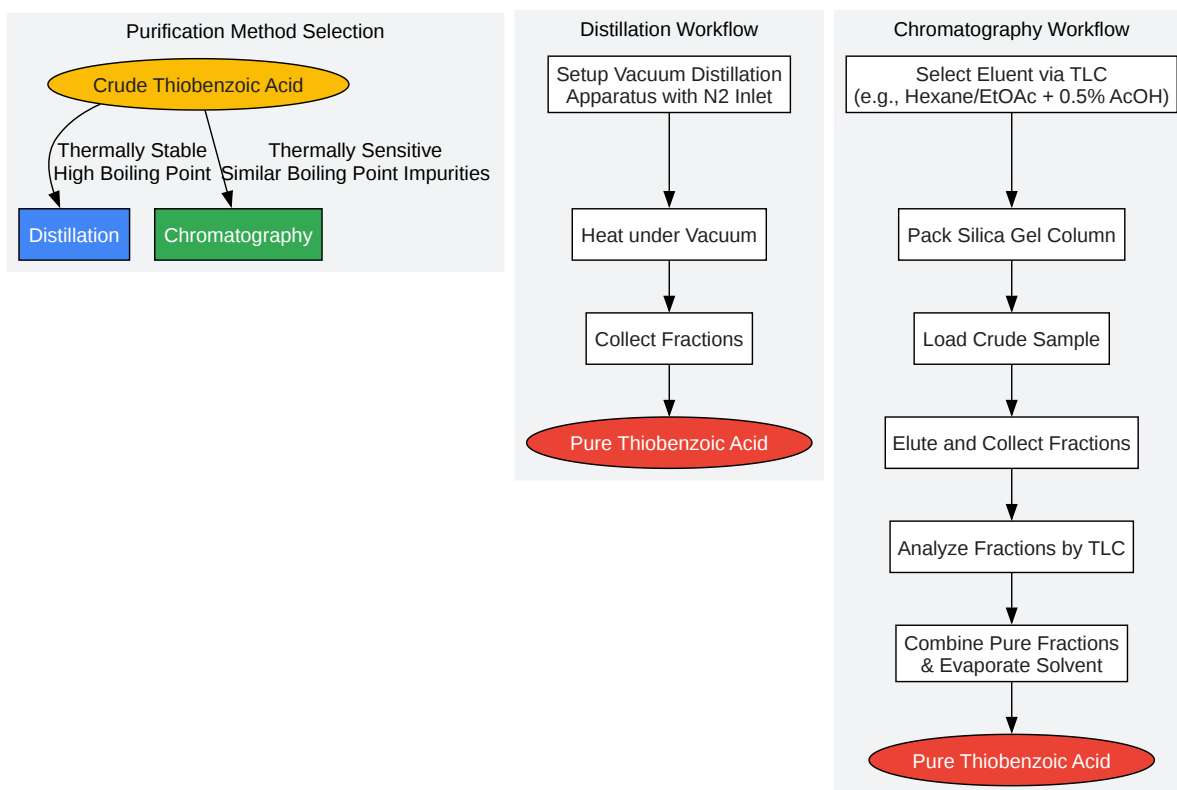 Purification Method Selection
Crude Thiobenzoic Acid
Thermally Stable
High Boiling Point
Thermally Sensitive
Similar Boiling Point Impurities
Distillation
Chromatography
Distillation Workflow
Setup Vacuum Distillation
Apparatus with N2 Inlet
Heat under Vacuum
Collect Fractions
Pure Thiobenzoic Acid
Chromatography Workflow
Select Eluent via TLC
(e.g., Hexane/EtOAc + 0.5% AcOH)
Pack Silica Gel Column
Load Crude Sample
Elute and Collect Fractions
Analyze Fractions by TLC
Combine Pure Fractions
& Evaporate Solvent
Pure Thiobenzoic Acid